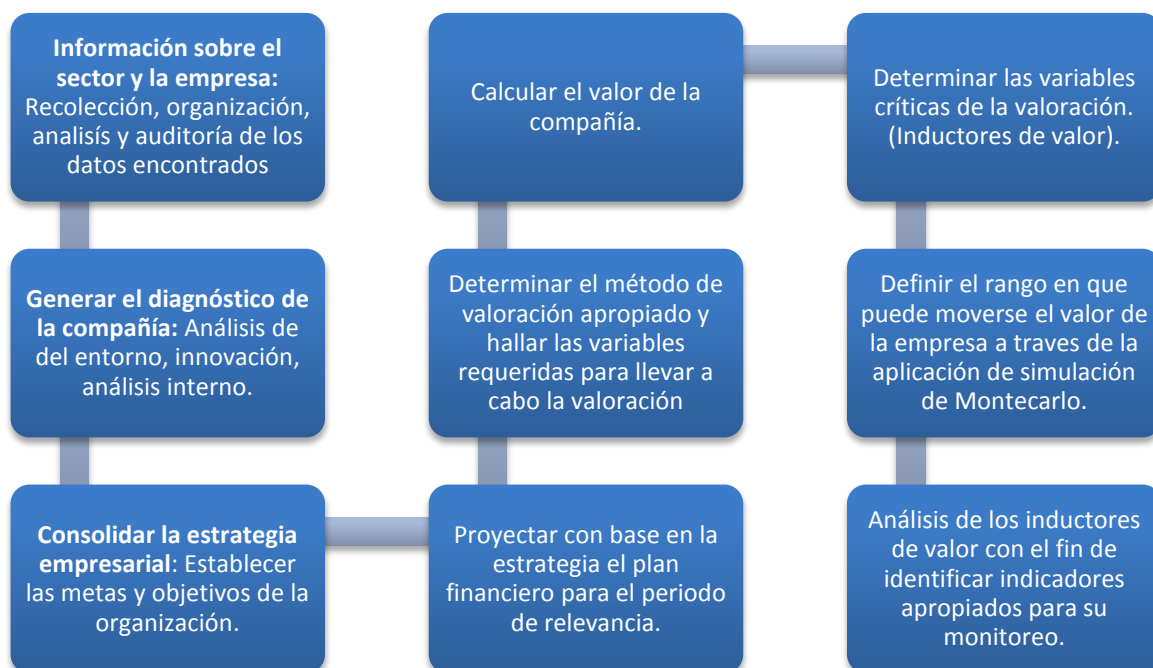 Información sobre el
sector y la empresa:
Recolección, organización,
analisís y auditoría de los
datos encontrados
Generar el diagnóstico de
la compañía: Análisis de
del entorno, innovación,
análisis interno.
Consolidar la estrategia
empresarial: Establecer
las metas y objetivos de la
organización.
Proyectar con base en la
estrategia el plan
financiero para el periodo
de relevancia.
Determinar el método de
valoración apropiado y
hallar las variables
requeridas para llevar a
cabo la valoración
Calcular el valor de la
compañía.
Determinar las variables
críticas de la valoración.
(Inductores de valor).
Definir el rango en que
puede moverse el valor de
la empresa a traves de la
aplicación de simulación
de Montecarlo.
Análisis de los inductores
de valor con el fin de
identificar indicadores
apropiados para su
monitoreo.